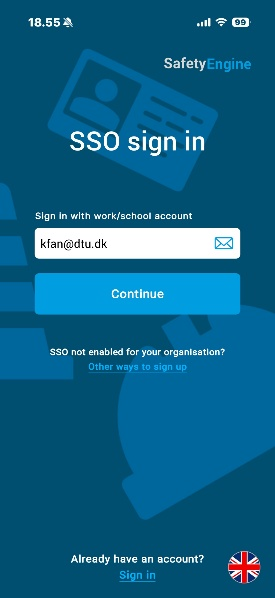 18.55
99
SafetyEngine
SSO sign in
Sign in with work/school account
kfan@dtu.dk
Continue
SSO not enabled for your organisation?
Other ways to sign up
Already have an account?
Sign in